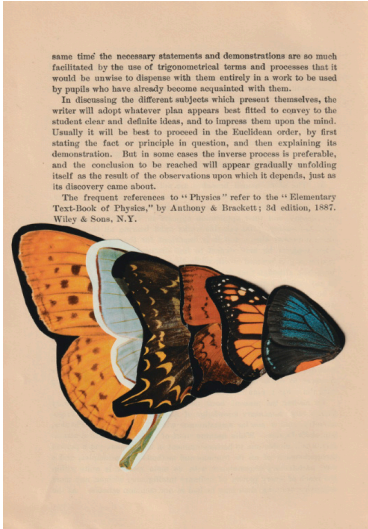 same time the necessary statements and demonstrations are so much
facilitated by the use of trigonometrical terms and processes that it
would be unwise to dispense with them entirely in a work to be used
by pupils who have already become acquainted with them.
In discussing the different subjects which present themselves, the
writer will adopt whatever plan appears best fitted to convey to the
student clear and definite ideas, and to impress them upon the mind.
Usually it will be best to proceed in the Euclidean order, by first
stating the fact or principle in question, and then explaining its
demonstration. But in some cases the inverse process is preferable,
and the conclusion to be reached will appear gradually unfolding
itself as the result of the observations upon which it depends, just as
its discovery came about.
The frequent references to "Physics" refer to the "Elementary
Text-Book of Physics," by Anthony & Brackett; 3d edition, 1887.
Wiley & Sons, N.Y.